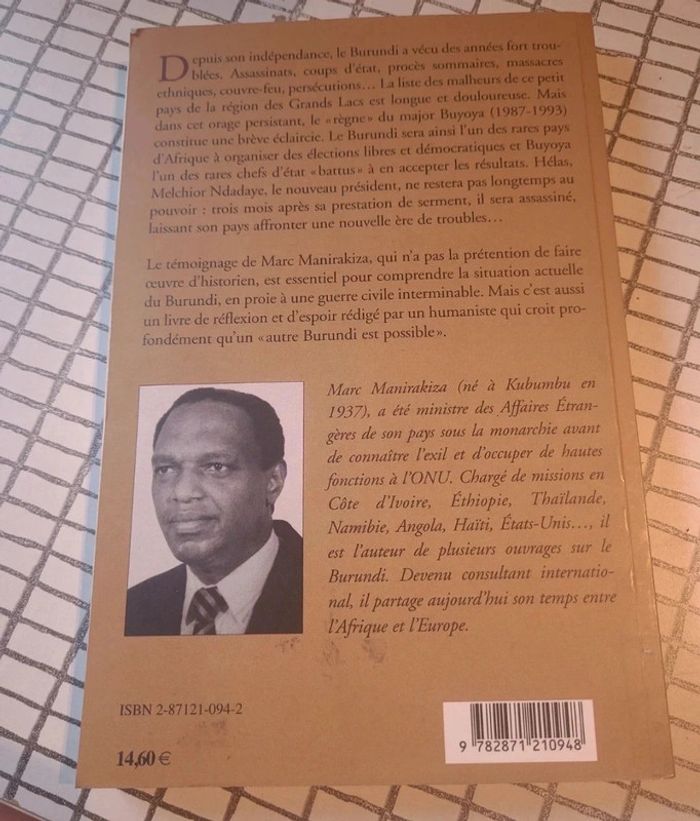 Depuis son indépendance, le Burundi a vécu des années fort trou-
blées. Assassinats, coups d'état, procès sommaires, massacres
ethniques, couvre-feu, persécutions... La liste des malheurs de ce petit
pays de la région des Grands Lacs est longue et douloureuse. Mais
dans cet orage persistant, le «règne» du major Buyoya (1987-1993)
constitue une brève éclaircie. Le Burundi sera ainsi l'un des rares pays
d'Afrique à organiser des élections libres et démocratiques et Buyoya
l'un des rares chefs d'état «battus» à en accepter les résultats. Hélas,
Melchior Ndadaye, le nouveau président, ne restera pas longtemps au
pouvoir : trois mois après sa prestation de serment, il sera assassiné,
laissant son pays affronter une nouvelle ère de troubles...
Le témoignage de Marc Manirakiza, qui n'a pas la prétention de faire
œuvre d'historien, est essentiel pour comprendre la situation actuelle
du Burundi, en proie à une guerre civile interminable. Mais c'est aussi
un livre de réflexion et d'espoir rédigé par un humaniste qui croit pro-
fondément qu'un «autre Burundi est possible».
Marc Manirakiza (né à Kubumbu en
1937), a été ministre des Affaires Étran-
gères de son pays sous la monarchie avant
de connaître l'exil et d'occuper de hautes
fonctions à l'ONU. Chargé de missions en
Côte d'Ivoire, Éthiopie, Thaïlande,
Namibie, Angola, Haïti, États-Unis..., il
est l'auteur de plusieurs ouvrages sur le
Burundi. Devenu consultant internatio-
nal, il partage aujourd'hui son temps entre
l'Afrique et l'Europe.
ISBN 2-87121-094-2
14,60 €
9 782871 210948